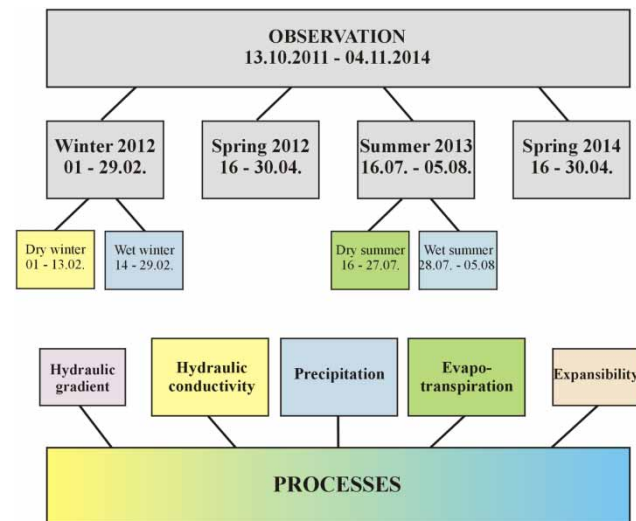 OBSERVATION
13.10.2011 - 04.11.2014
Winter 2012
01 - 29.02.
Spring 2012
16 - 30.04.
Summer 2013
16.07. - 05.08.
Spring 2014
16 - 30.04.
Dry winter
01 - 13.02.
Wet winter
14 - 29.02.
Dry summer
16 - 27.07.
Wet summer
28.07. - 05.08
Hydraulic
gradient
Hydraulic
conductivity
Precipitation
Evapo-
transpiration
Expansibility
PROCESSES